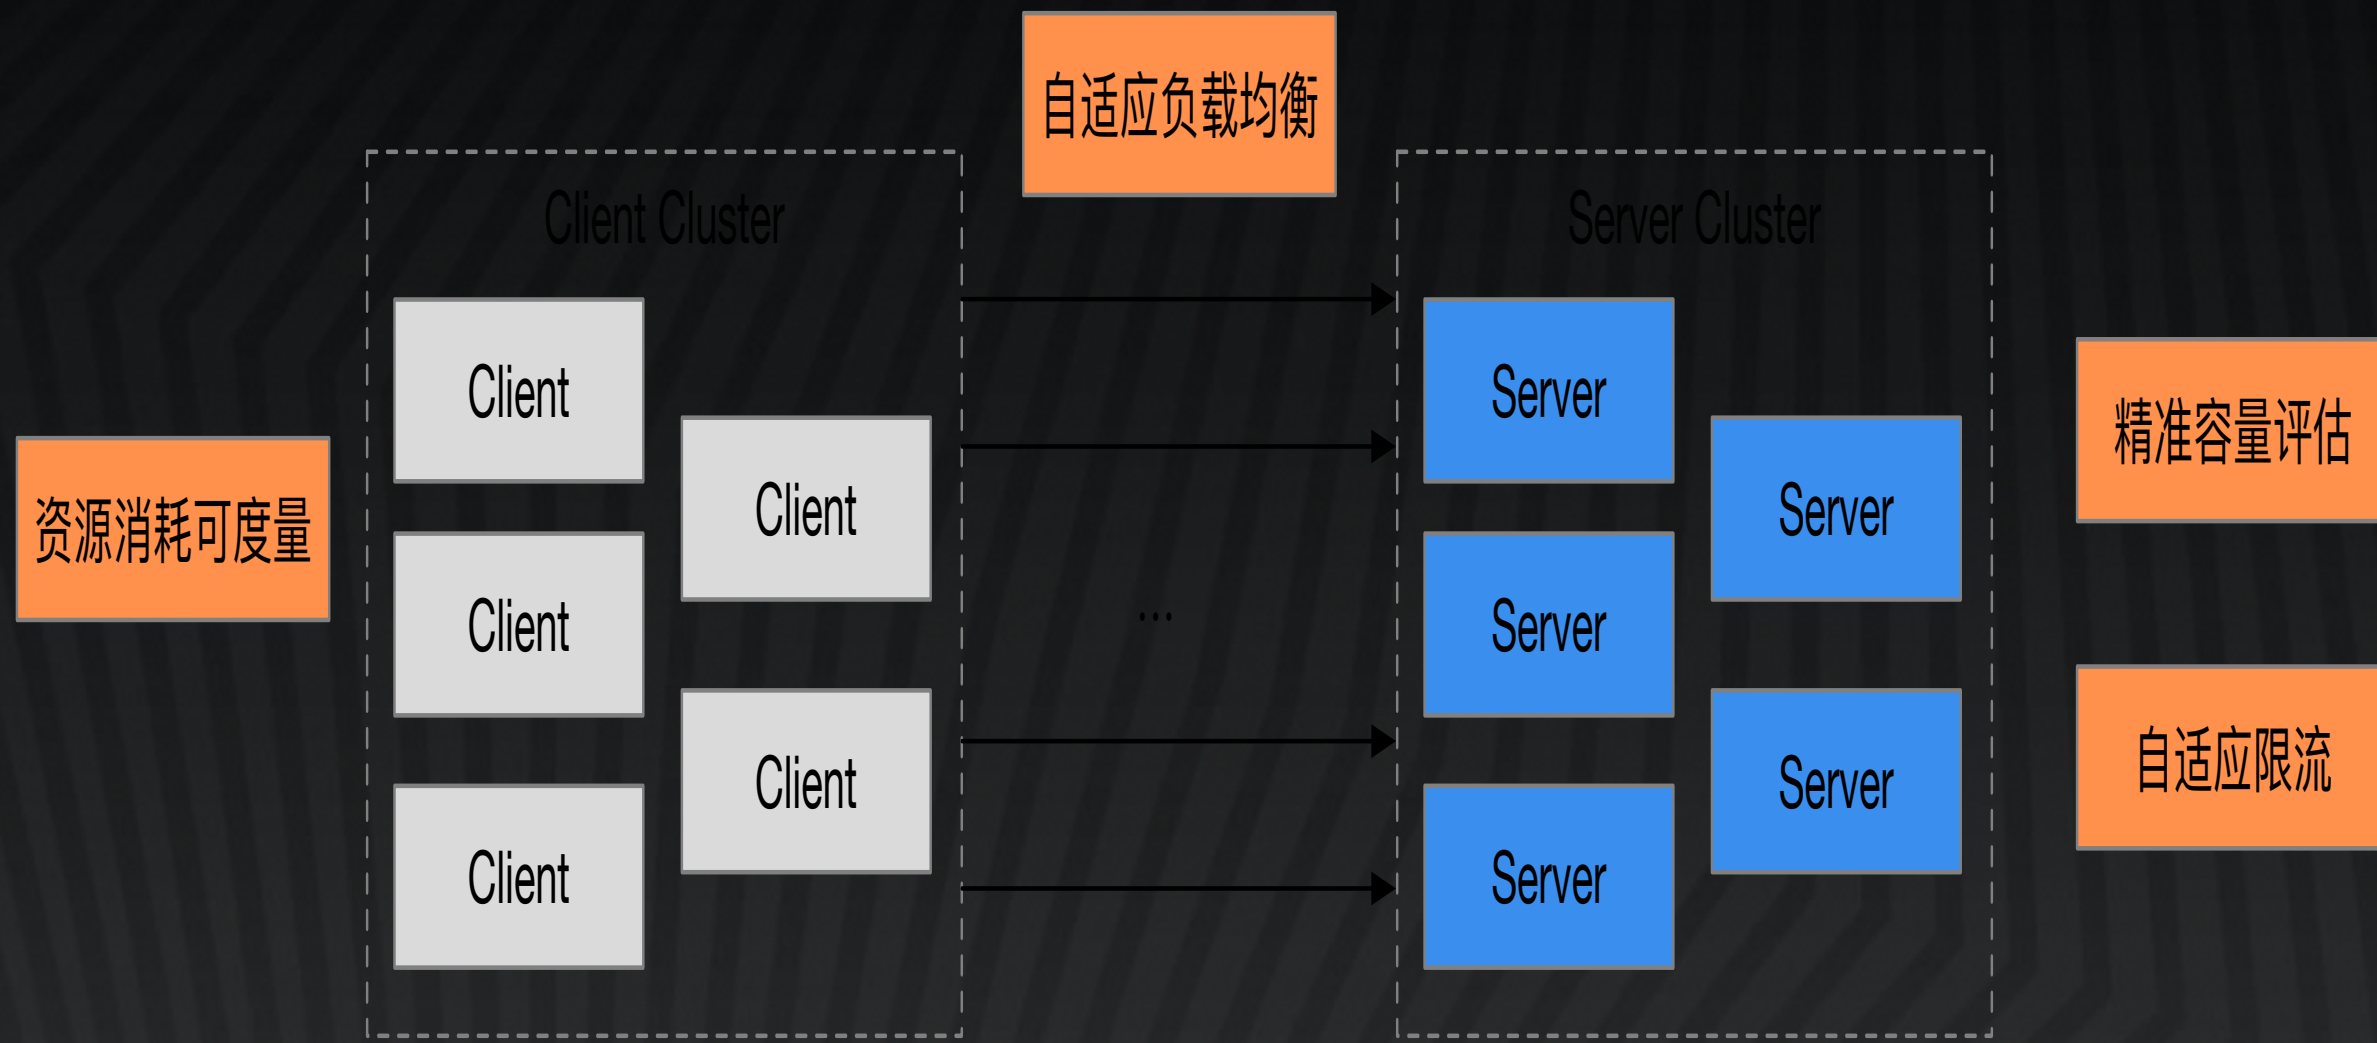 自适应负载均衡
Client Cluster
Server Cluster
Client
Client
Client
Client
Client
资源消耗可度量
...
Server
Server
Server
Server
Server
精准容量评估
自适应限流